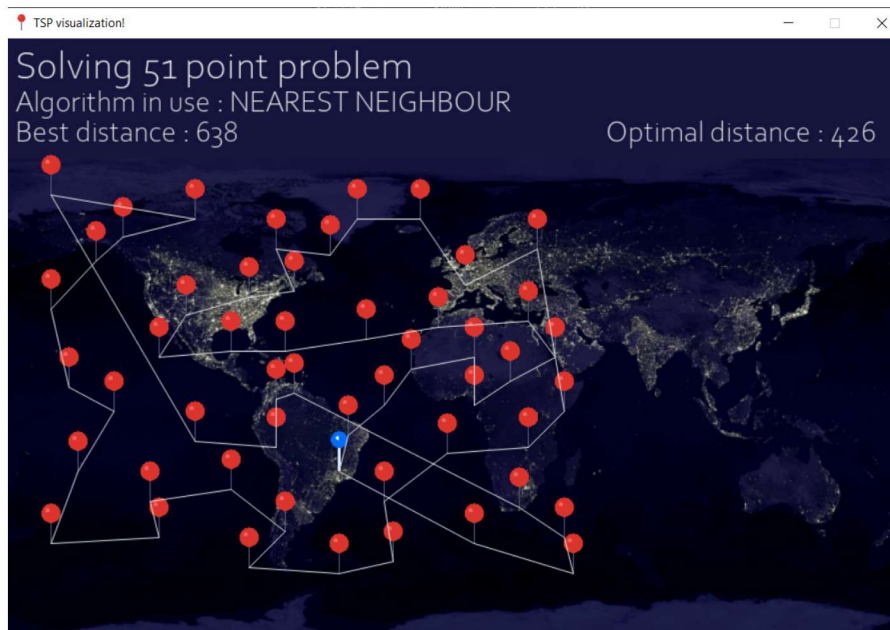 TSP visualization!
Solving 51 point problem
Algorithm in use : NEAREST NEIGHBOUR
Best distance : 638
Optimal distance : 426